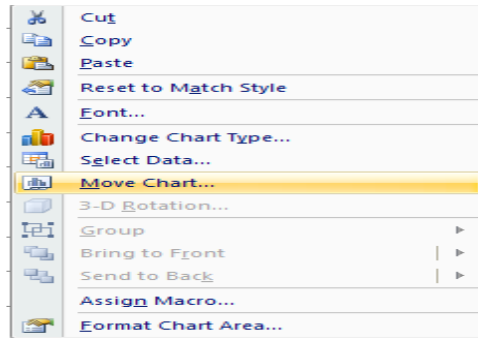 Cut
Copy
Paste
Reset to Match Style
Font...
Change Chart Type...
Select Data...
Move Chart...
3-D Rotation...
Group
Bring to Front
Send to Back
Assign Macro...
Format Chart Area...